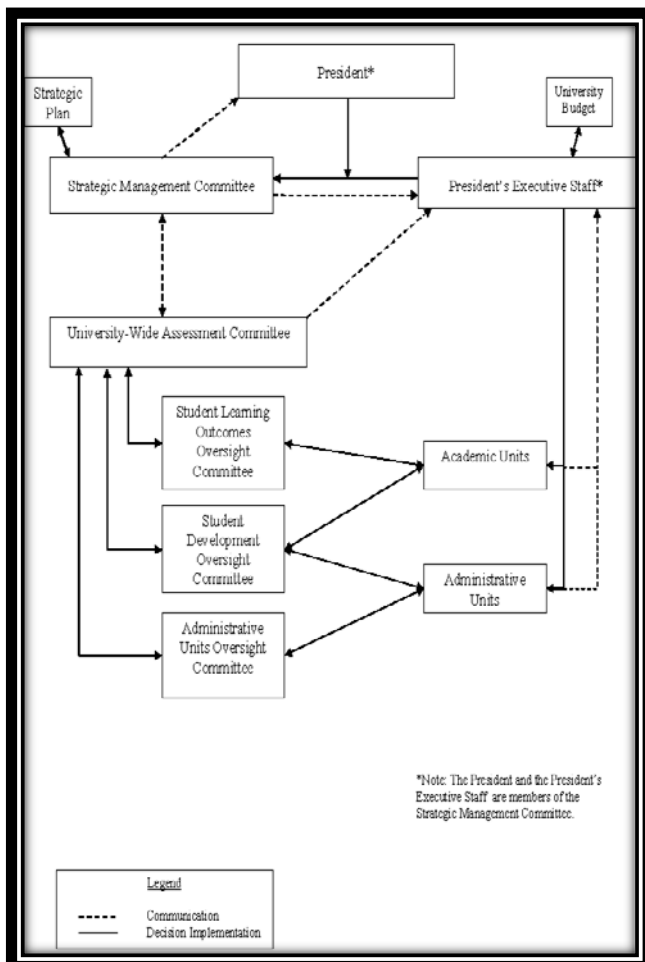 President*
Strategic
Plan
University
Budget
Strategic Management Committee
President's Executive Staff*
University-Wide Assessment Committee
Student Learning
Outcomes
Oversight
Committee
Academic Units
Student
Development
Oversight
Committee
Administrative
Units
Administrative
Units Oversight
Committee
*Note: The President and the President's
Executive Staff are members of the
Strategic Management Committee.
Legend
Communication
Decision Implementation